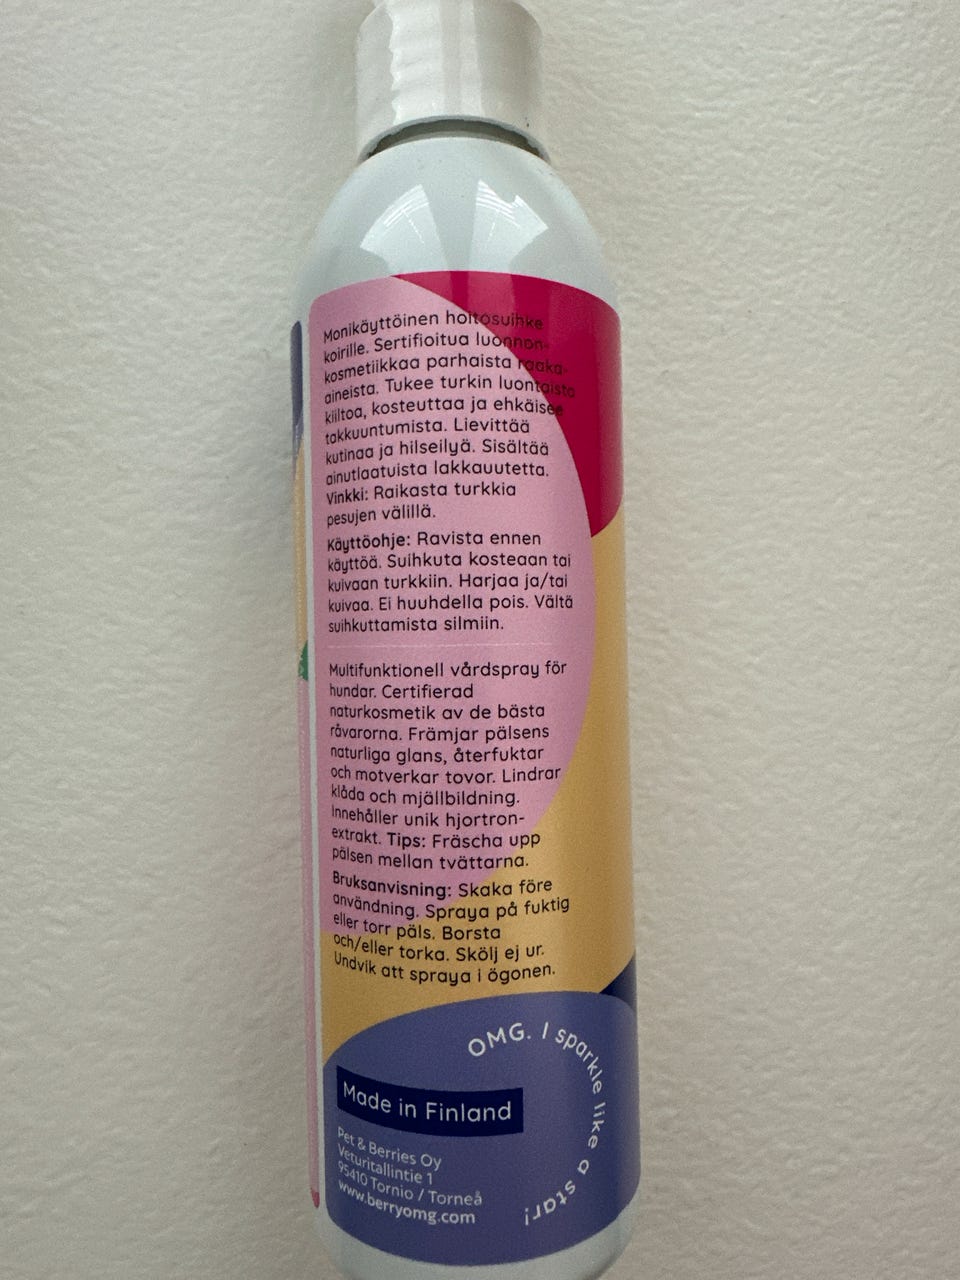 Monikäyttöinen hoitosuihke
koirille. Sertifioitua luonnon-
kosmetiikkaa parhaista raaka-
aineista. Tukee turkin luontaista
kiiltoa, kosteuttaa ja ehkäisee
takkuuntumista. Lievittää
kutinaa ja hilseilyä. Sisältää
ainutlaatuista lakkauutetta.
Vinkki: Raikasta turkkia
pesujen välillä.
Käyttöohje: Ravista ennen
käyttöä. Suihkuta kosteaan tai
kuivaan turkkiin. Harjaa ja/tai
kuivaa. Ei huuhdella pois. Vältä
suihkuttamista silmiin.
Multifunktionell vårdspray för
hundar. Certifierad
naturkosmetik av de bästa
råvarorna. Främjar pälsens
naturliga glans, återfuktar
och motverkar tovor. Lindrar
klåda och mjällbildning.
Innehåller unik hjortron-
extrakt. Tips: Fräscha upp
pälsen mellan tvättarna.
Bruksanvisning: Skaka före
användning. Spraya på fuktig
eller torr päls. Borsta
och/eller torka. Skölj ej ur.
Undvik att spraya i ögonen.
OMG. I sparkle like a star!
Made in Finland
Pet & Berries Oy
Veturitallintie 1
95410 Tornio / Torneå
www.berryomg.com